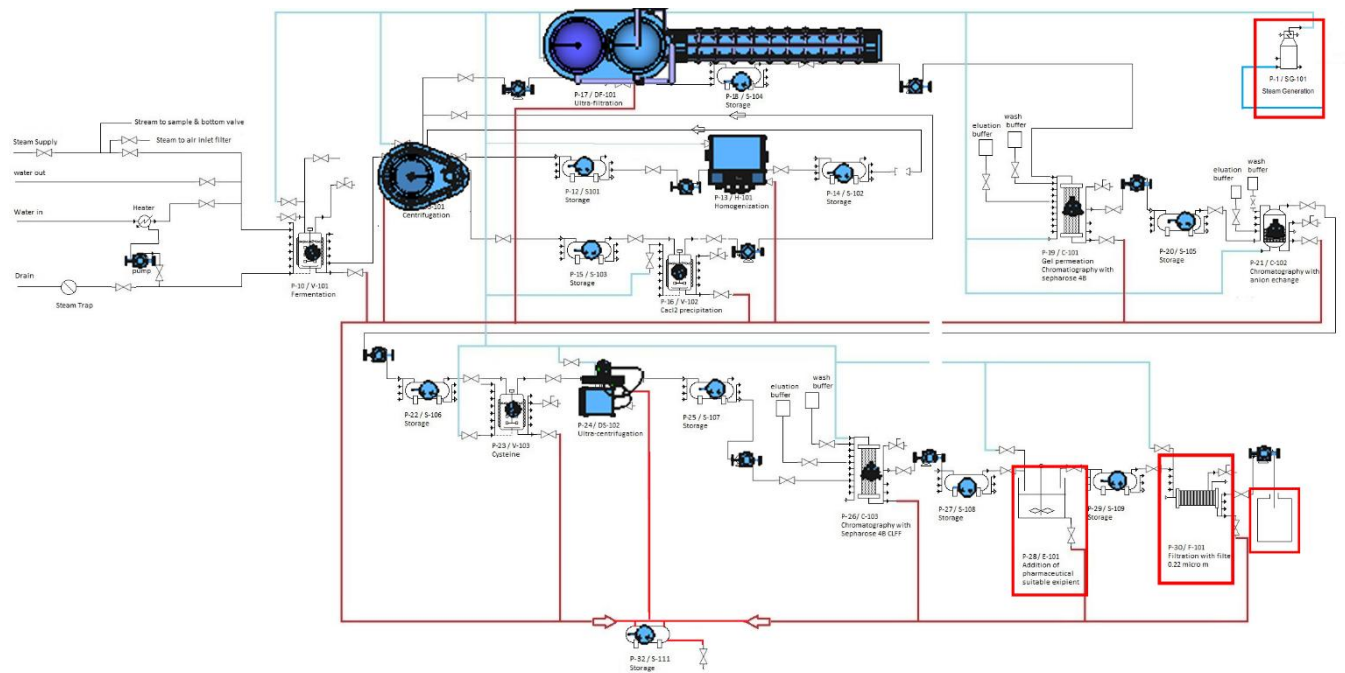 P-17 / DF-101
Ultra-filtration
P-18 / S-104
Storage
P-1 / SG-101
Steam Generation
Stream to sample & bottom valve
Steam Supply
Steam to air inlet filter
water out
Water in
Heater
pump
Drain
Steam Trap
P-10 / V-101
Fermentation
-101
Centrifugation
P-12 / S101
Storage
P-13 / H-101
Homogenization
P-14 / S-102
Storage
P-15 / S-103
Storage
P-16 / V-102
Cacl2 precipitation
eluation
buffer
wash
buffer
P-19 / C-101
Gel permeation
Chromatiography with
sepharose 4B
P-20 / S-105
Storage
eluation
buffer
wash
buffer
P-21 / C-102
Chromatography with
anion echange
P-22 / S-106
Storage
P-23 / V-103
Cysteine
P-24 / DS-102
Ultra-centrifugation
P-25 / S-107
Storage
eluation
buffer
wash
buffer
P-26/ C-103
Chromatography with
Sepharose 4B CLFF
P-27 / S-108
Storage
P-28 / E-101
Addition of
pharmaceutical
suitable exipient
P-29 / S-109
Storage
P-30/ F-101
Filtration with filte
0.22 micro m
P-32 / S-111
Storage